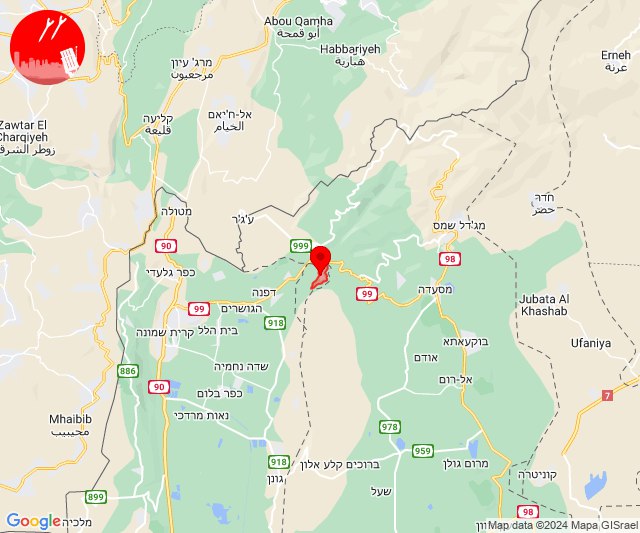 Abou Qamha
أبو قمحة
Habbariyeh
هبارية
Erneh
عرنة
מרג' עיון
مرجعيون
Zawtar El
Charqiyeh
زوطر الشرق
קליעה
قليعة
אל-ח'יאם
الخيام
חדר
حضر
מטולה
ע'ג'ר
מג'דל שמס
90
999
98
כפר גלעדי
דפנה
99
מסעדה
99
הגושרים
918
Jubata Al
Khashab
קרית שמונה
בית הלל
בוקעאתא
Ufaniya
אודם
שדה נחמיה
886
אל-רום
90
כפר בלום
7
נאות מרדכי
Mhaibib
محيبيب
978
959
918
ברוכים קלע אלון
מרום גולן
קוניטרה
גונן
899
שעל
98
מלכיה
Google
Map data ©2024 Mapa GISrael